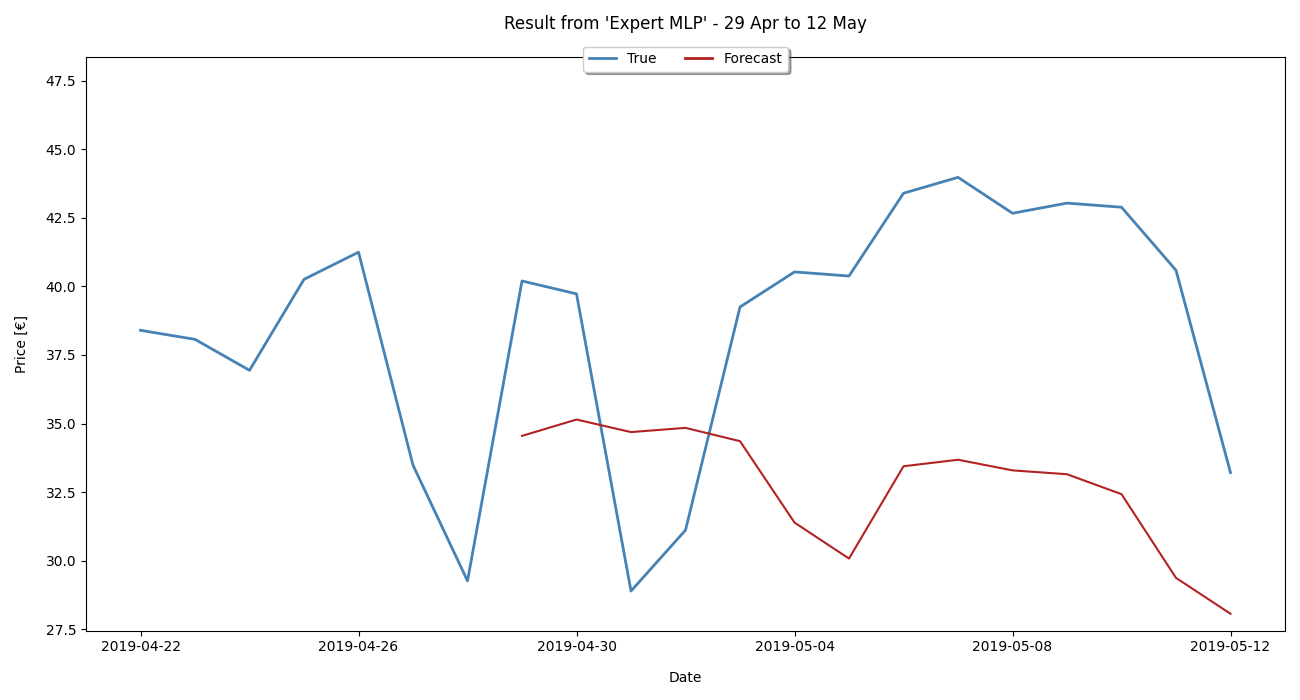 Result from 'Expert MLP' - 29 Apr to 12 May
True Forecast
47.5
45.0
42.5
40.0
37.5
35.0
32.5
30.0
27.5
Price [€]
2019-04-22 2019-04-26 2019-04-30 2019-05-04 2019-05-08 2019-05-12
Date